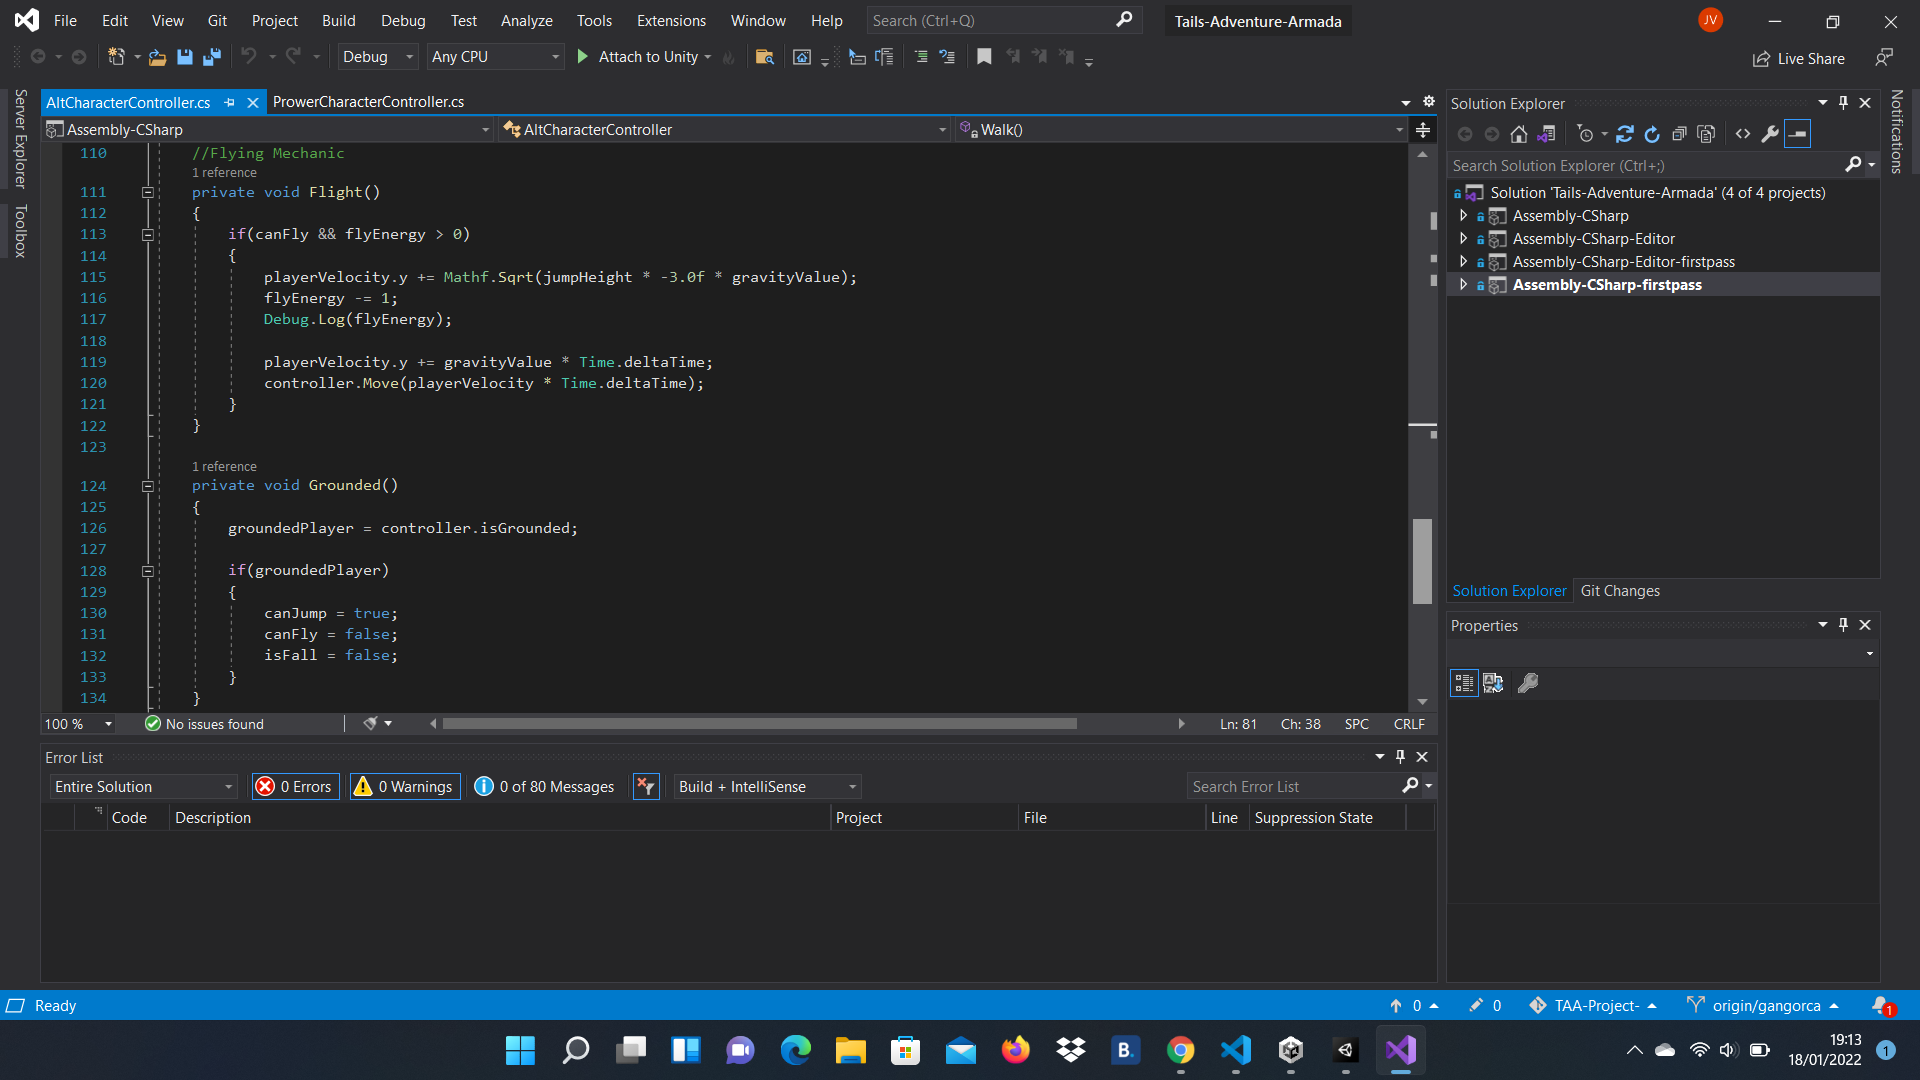 File Edit View Git Project Build Debug Test Analyze Tools Extensions Window Help Search (Ctrl+Q) Tails-Adventure-Armada JV
Debug Any CPU Attach to Unity Live Share
Server Explorer
Toolbox
AltCharacterController.cs ProwerCharacterController.cs
Assembly-CSharp AltCharacterController Walk()
110 //Flying Mechanic
1 reference
111 private void Flight()
112 {
113 if(canFly && flyEnergy > 0)
114 {
115 playerVelocity.y += Mathf.Sqrt(jumpHeight * -3.0f * gravityValue);
116 flyEnergy -= 1;
117 Debug.Log(flyEnergy);
118
119 playerVelocity.y += gravityValue * Time.deltaTime;
120 controller.Move(playerVelocity * Time.deltaTime);
121 }
122 }
123
1 reference
124 private void Grounded()
125 {
126 groundedPlayer = controller.isGrounded;
127
128 if(groundedPlayer)
129 {
130 canJump = true;
131 canFly = false;
132 isFall = false;
133 }
134 }
100 % No issues found Ln: 81 Ch: 38 SPC CRLF
Error List
Entire Solution 0 Errors 0 Warnings 0 of 80 Messages Build + IntelliSense Search Error List
Code Description Project File Line Suppression State
Solution Explorer
Search Solution Explorer (Ctrl+;)
Solution 'Tails-Adventure-Armada' (4 of 4 projects)
Assembly-CSharp
Assembly-CSharp-Editor
Assembly-CSharp-Editor-firstpass
Assembly-CSharp-firstpass
Solution Explorer Git Changes
Properties
Notifications
Ready 0 0 TAA-Project- origin/gangorca 1
B.
19:13
18/01/2022 1